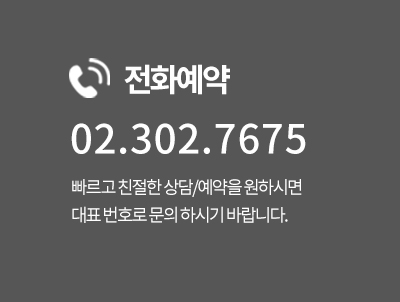 전화예약
02.302.7675
빠르고 친절한 상담/예약을 원하시면
대표 번호로 문의 하시기 바랍니다.